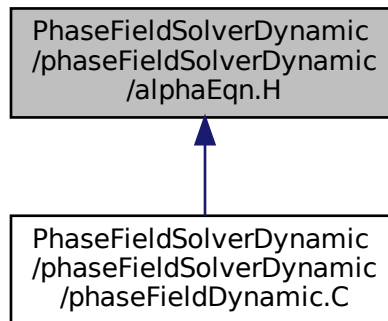 PhaseFieldSolverDynamic
/phaseFieldSolverDynamic
/alphaEqn.H
PhaseFieldSolverDynamic
/phaseFieldSolverDynamic
/phaseFieldDynamic.C